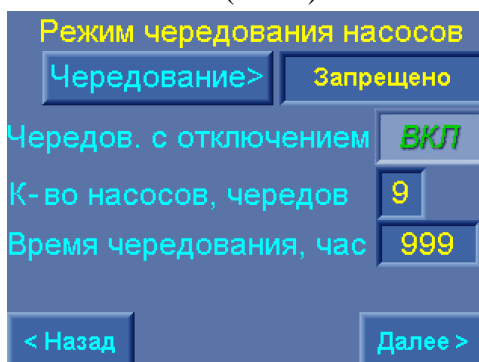 Режим чередования насосов
Чередование> Запрещено
Чередов. с отключением ВКЛ
К-во насосов, чередов 9
Время чередования, час 999
< Назад Далее >